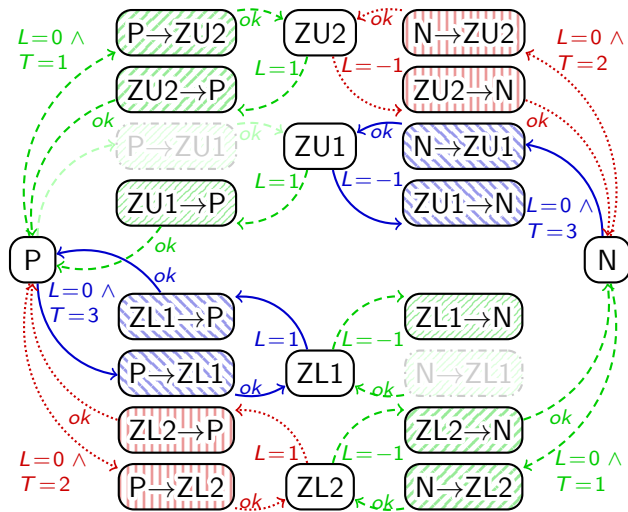 P→ZU2 ok ZU2 ok N→ZU2
L=0 ∧
T=1
L=0 ∧
T=2
ZU2→P L=1 L=−1 ZU2→N
ok ok
P→ZU1 ok ZU1 ok N→ZU1
ZU1→P L=1 L=−1 ZU1→N
L=0 ∧
T=3
ok
P N
ok
L=0 ∧
T=3
ZL1→P L=1 L=−1 ZL1→N
P→ZL1 ok ZL1 ok N→ZL1
ok ok
ZL2→P L=1 L=−1 ZL2→N
L=0 ∧
T=2
L=0 ∧
T=1
P→ZL2 ok ZL2 ok N→ZL2